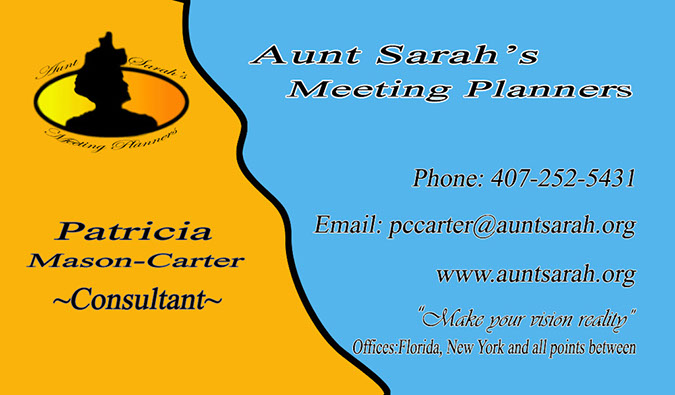 Aunt Sarah's
Meeting Planners
Aunt Sarah's
Meeting Planners
Phone: 407-252-5431
Email: pccarter@auntsarah.org
www.auntsarah.org
"Make your vision reality"
Offices:Florida, New York and all points between
Patricia
Mason-Carter
~Consultant~